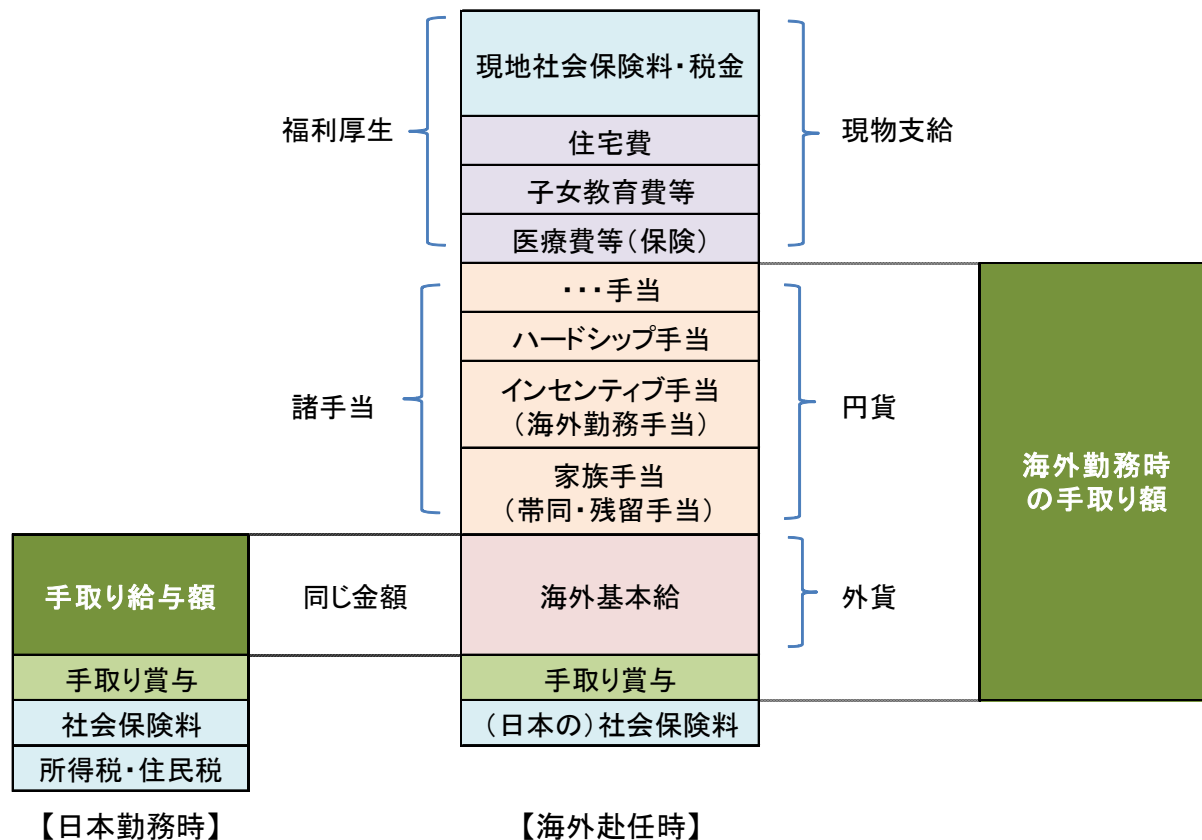 現地社会保険料・税金
福利厚生
現物支給
住宅費
子女教育費等
医療費等（保険）
・・・手当
ハードシップ手当
インセンティブ手当
（海外勤務手当）
諸手当
円貨
家族手当
（帯同・残留手当）
海外勤務時
の手取り額
手取り給与額
同じ金額
海外基本給
外貨
手取り賞与
手取り賞与
社会保険料
（日本の）社会保険料
所得税・住民税
【日本勤務時】
【海外赴任時】